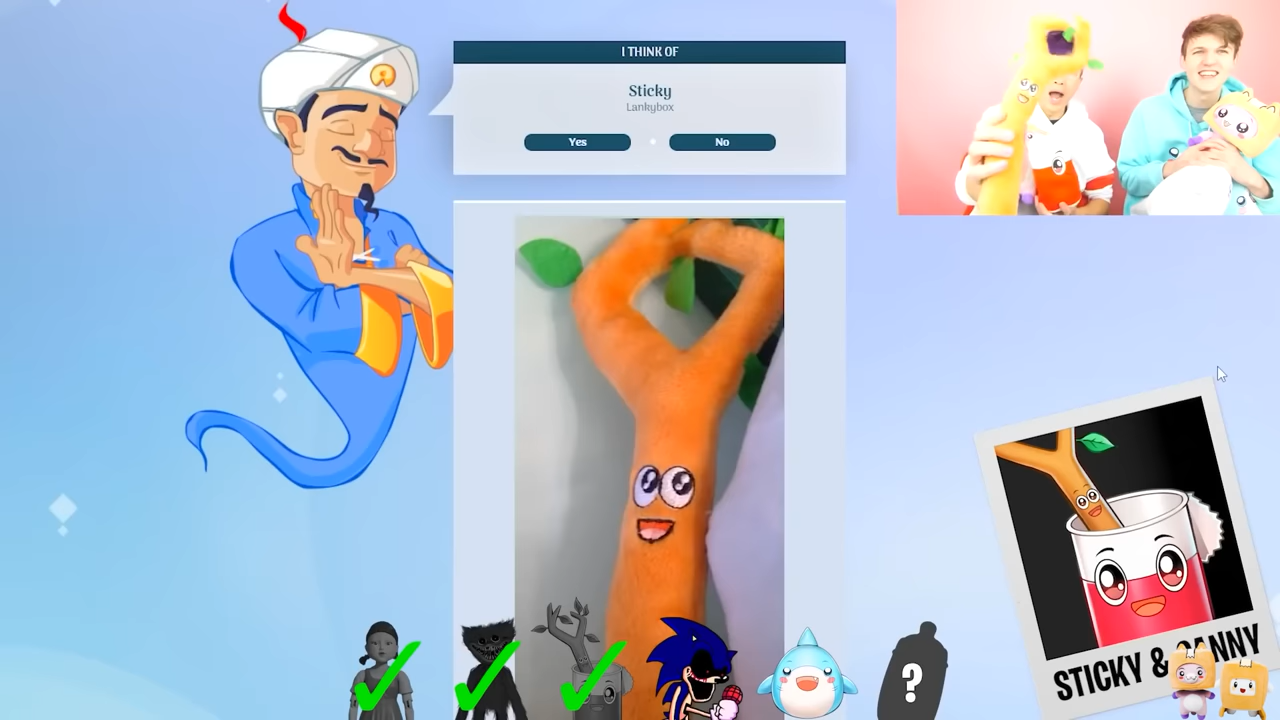 I THINK OF
Sticky
Lankybox
Yes
No
?
STICKY & CANNY